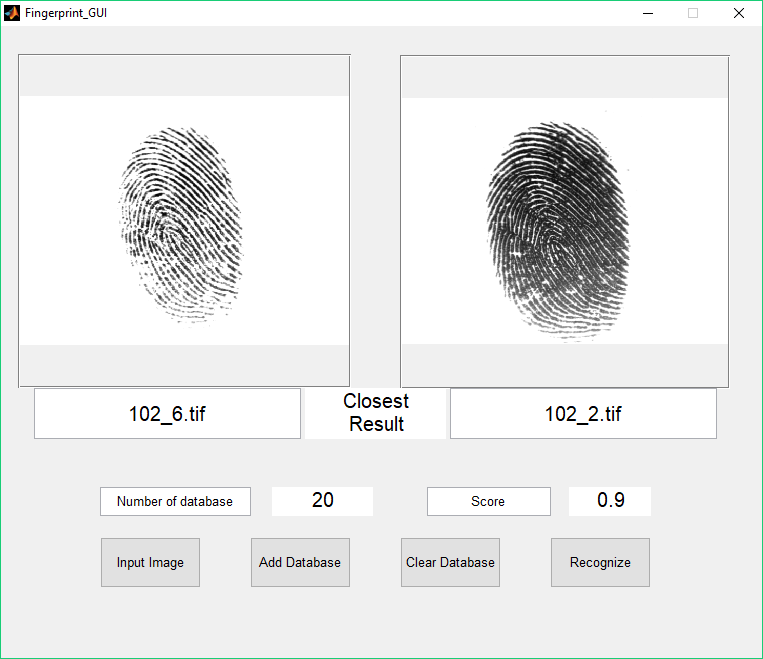 Fingerprint_GUI
102_6.tif
Closest
Result
102_2.tif
Number of database
20
Score
0.9
Input Image
Add Database
Clear Database
Recognize